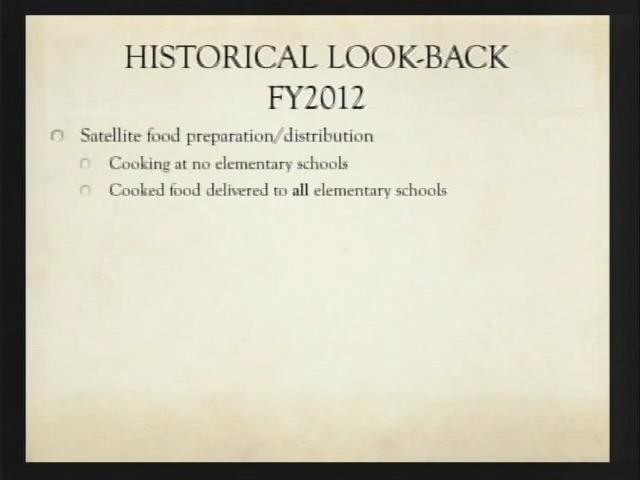 HISTORICAL LOOK-BACK
FY2012
Satellite food preparation/distribution
Cooking at no elementary schools
Cooked food delivered to all elementary schools